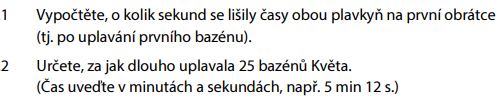 .1 Vypočtěte, o kolik sekund se lišily časy obou plavkyň na první obrátce
(tj. po uplavání prvního bazénu).
.2 Určete, za jak dlouho uplavala 25 bazénů Květa.
(Čas uveďte v minutách a sekundách, např. 5 min 12 s.)